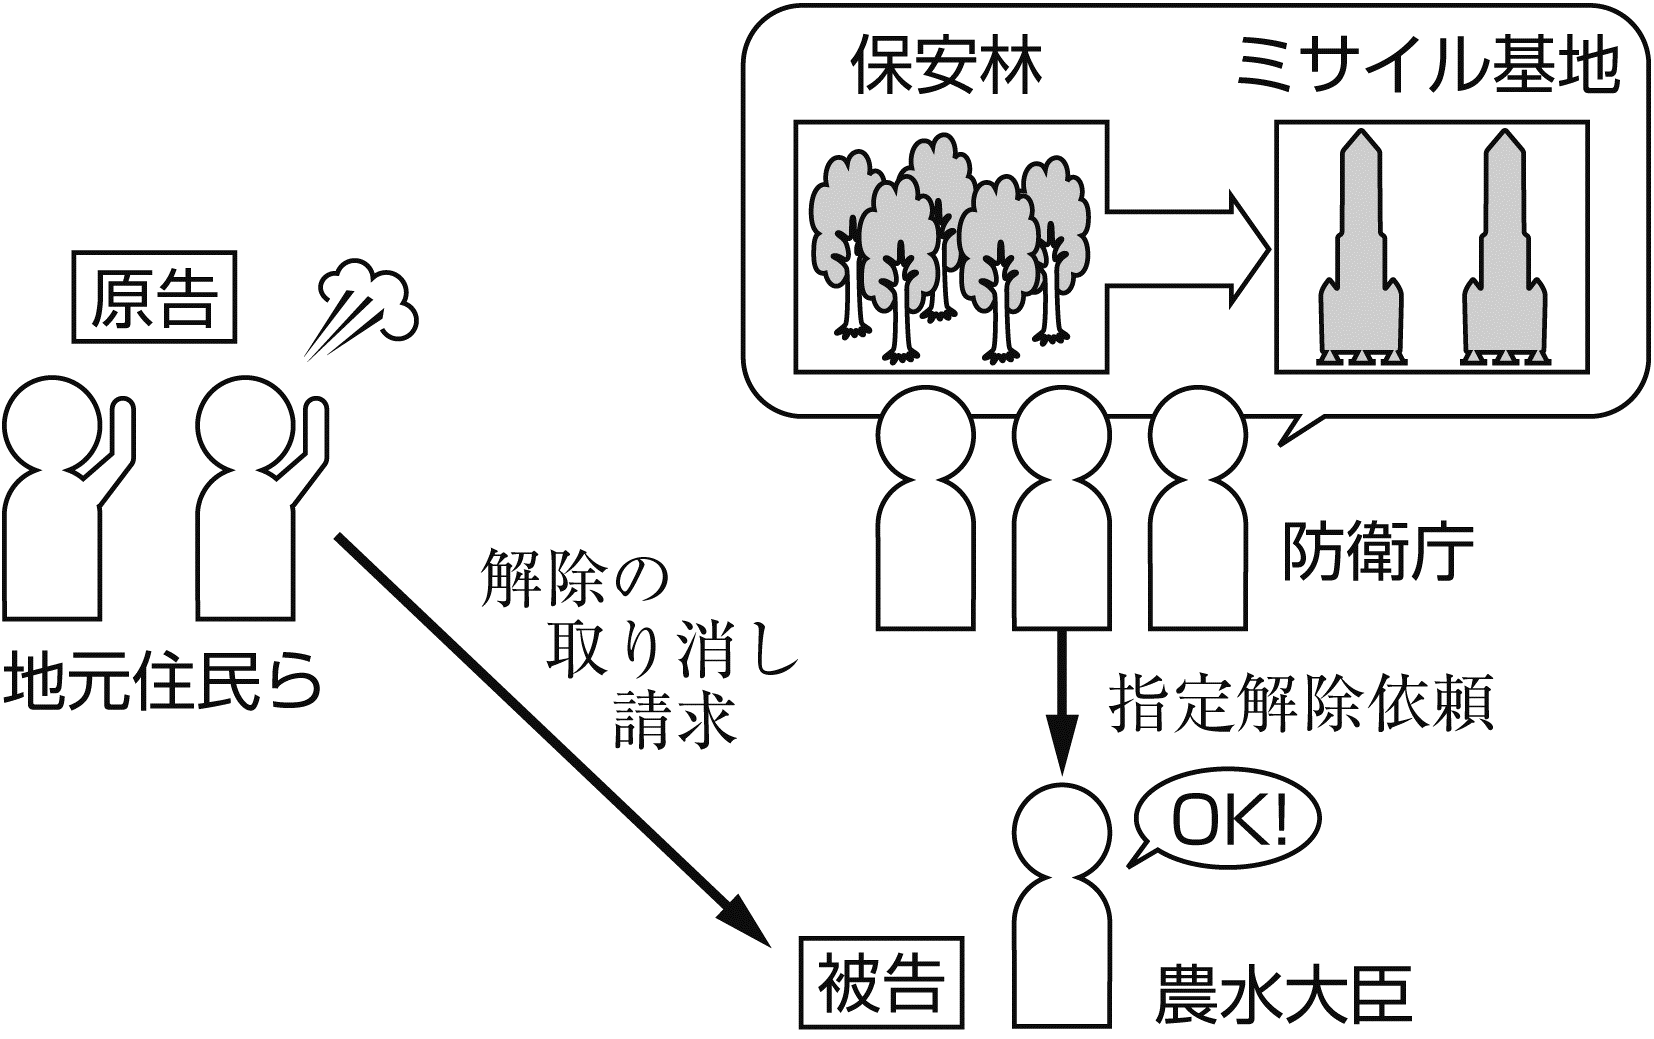 保安林
ミサイル基地
原告
防衛庁
解除の
取り消し
請求
地元住民ら
指定解除依頼
OK!
被告
農水大臣